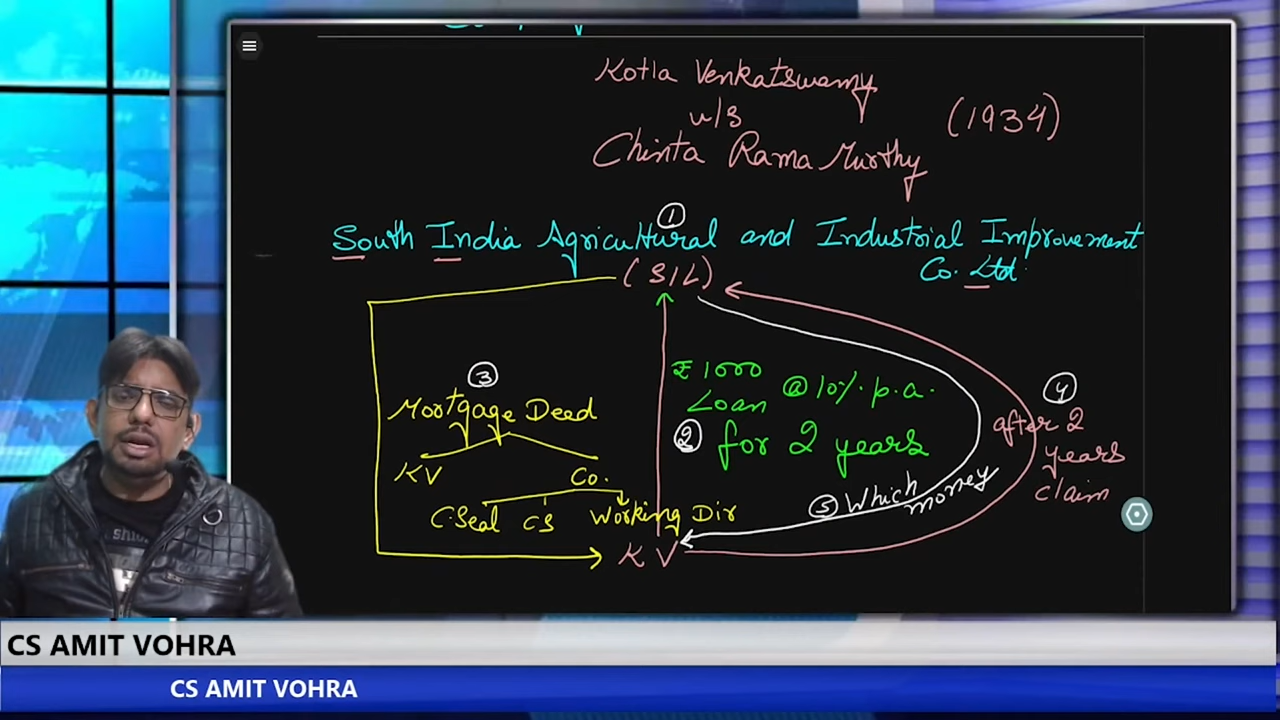 Kotla Venkatswamy
v/s
(1934)
Chinta Rama Murthy
①
South India Agricultural and Industrial Improvement
Co. Ltd.
(SIL)
₹1000
Loan @ 10% p.a.
② for 2 years
③
Mortgage Deed
KV
Co.
C.Seal CS Working Dir
④
after 2
years
claim
⑤ Which
money
KV
CS AMIT VOHRA
CS AMIT VOHRA